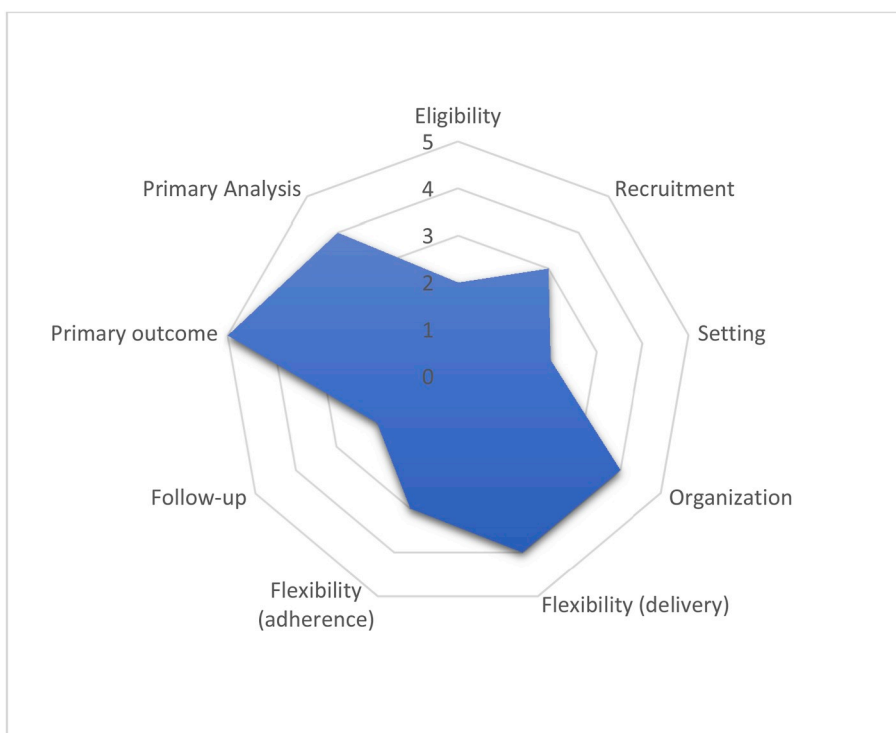 Eligibility
5
Primary Analysis
Recruitment
4
3
2
Primary outcome
1
Setting
0
Follow-up
Organization
Flexibility
(adherence)
Flexibility (delivery)